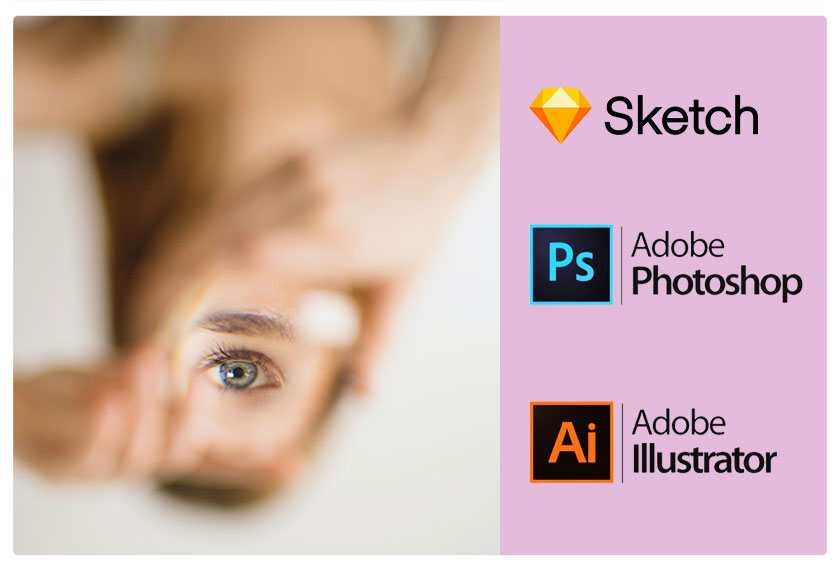 Sketch
Ps
Adobe
Photoshop
Ai
Adobe
Illustrator